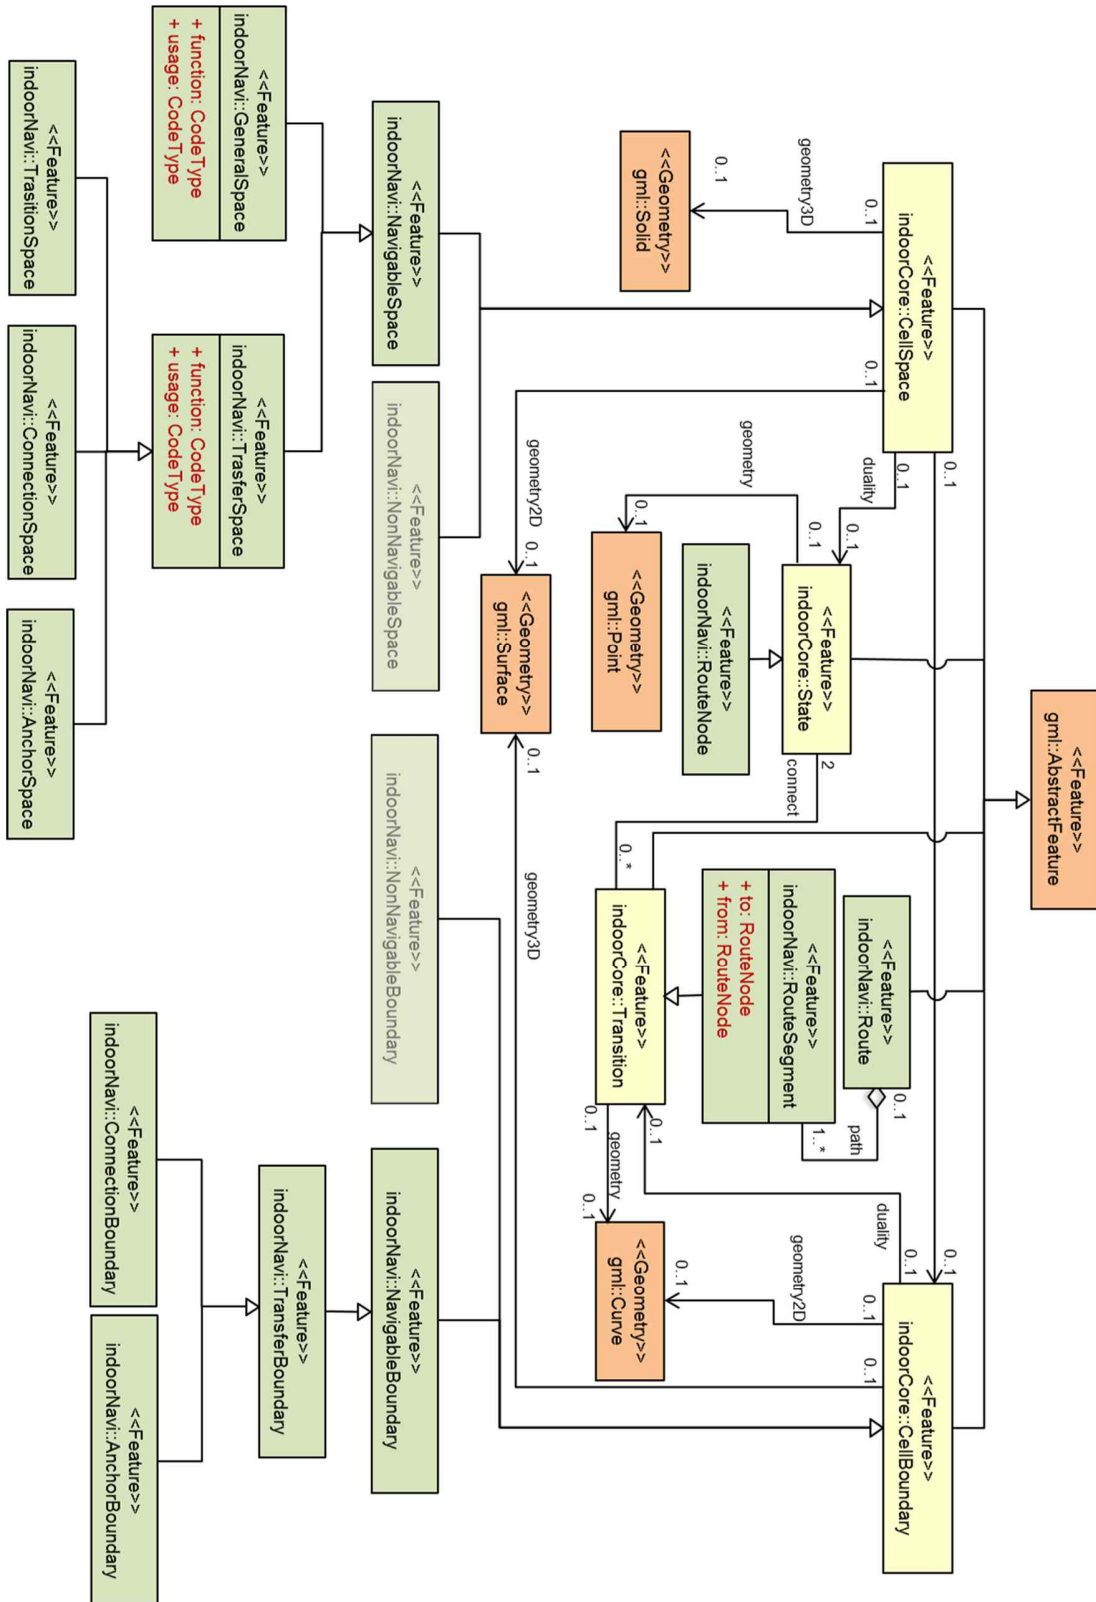 <<Feature>>
gml::AbstractFeature
<<Feature>>
indoorCore::CellSpace
0..1
0..1
0..1
0..1
0..1
0..1
0..1
<<Feature>>
indoorCore::CellBoundary
geometry3D
0..1
<<Geometry>>
gml::Solid
duality
0..1
0..1
<<Feature>>
indoorCore::State
2
connect
geometry
0..1
<<Geometry>>
gml::Point
<<Feature>>
indoorNavi::RouteNode
<<Feature>>
indoorNavi::Route
0..1
path
1..*
<<Feature>>
indoorNavi::RouteSegment
+ to: RouteNode
+ from: RouteNode
0..*
<<Feature>>
indoorCore::Transition
0..1
duality
0..1
0..1
geometry
0..1
<<Geometry>>
gml::Curve
geometry2D
0..1
geometry2D
0..1
<<Geometry>>
gml::Surface
0..1
geometry3D
<<Feature>>
indoorNavi::NavigableSpace
<<Feature>>
indoorNavi::NonNavigableSpace
<<Feature>>
indoorNavi::NonNavigableBoundary
<<Feature>>
indoorNavi::NavigableBoundary
<<Feature>>
indoorNavi::GeneralSpace
+ function: CodeType
+ usage: CodeType
<<Feature>>
indoorNavi::TrasferSpace
+ function: CodeType
+ usage: CodeType
<<Feature>>
indoorNavi::TransferBoundary
<<Feature>>
indoorNavi::TrasitionSpace
<<Feature>>
indoorNavi::ConnectionSpace
<<Feature>>
indoorNavi::AnchorSpace
<<Feature>>
indoorNavi::ConnectionBoundary
<<Feature>>
indoorNavi::AnchorBoundary